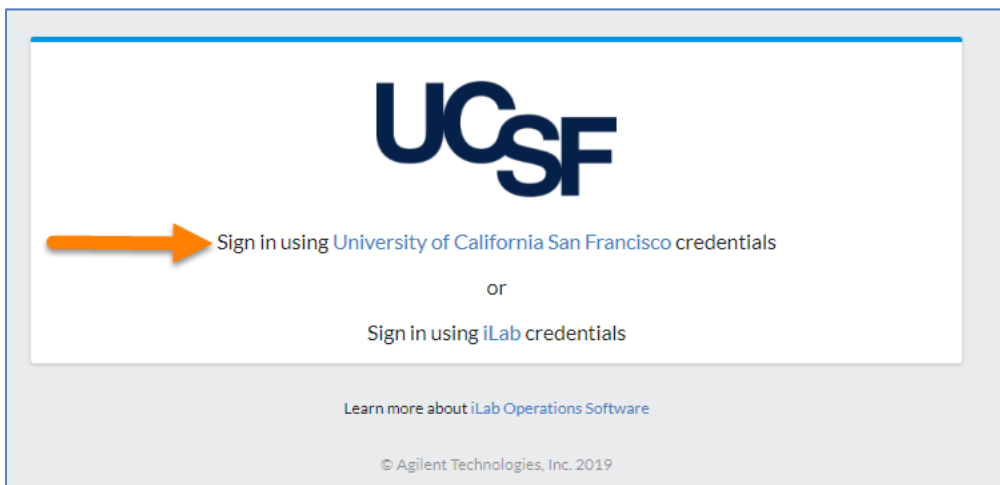 UCSF
Sign in using University of California San Francisco credentials
or
Sign in using iLab credentials
Learn more about iLab Operations Software
© Agilent Technologies, Inc. 2019